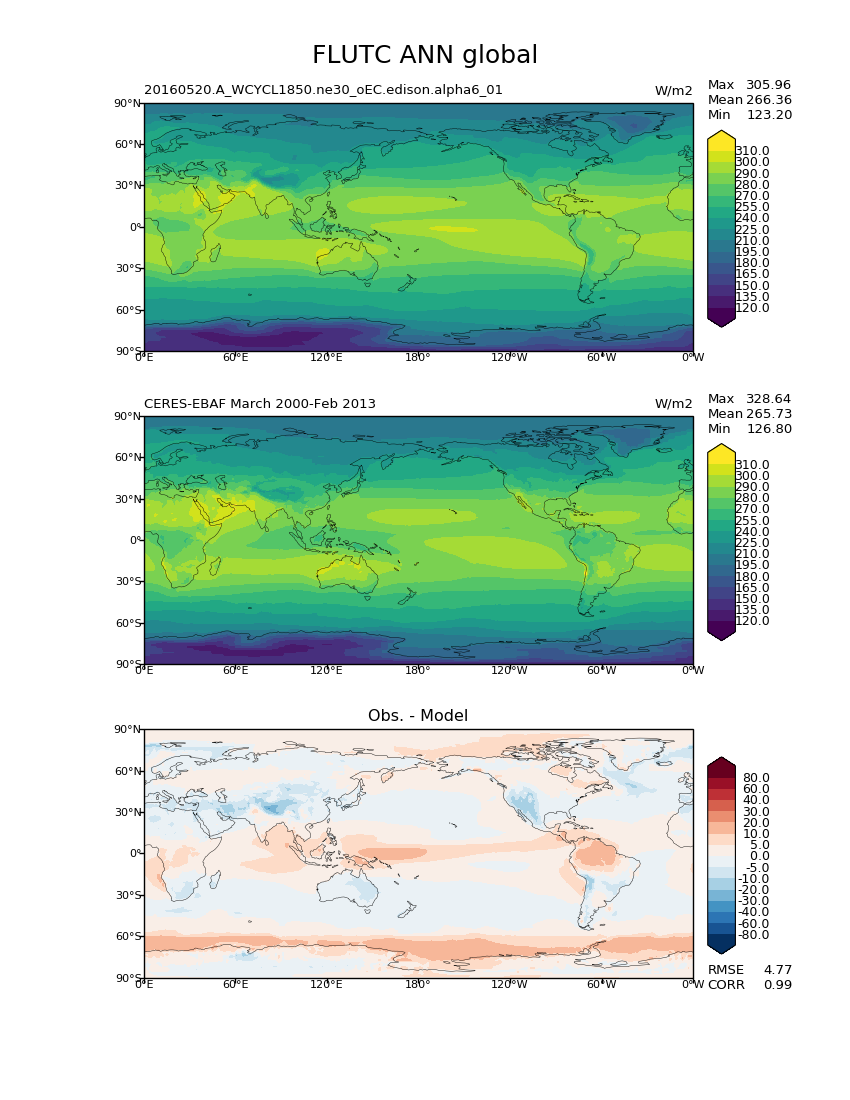 FLUTC ANN global
20160520.A_WCYCL1850.ne30_oEC.edison.alpha6_01 W/m2
Max 305.96
Mean 266.36
Min 123.20
90°N
60°N
30°N
0°
30°S
60°S
90°S
0°E 60°E 120°E 180° 120°W 60°W 0°W
310.0
300.0
290.0
280.0
270.0
255.0
240.0
225.0
210.0
195.0
180.0
165.0
150.0
135.0
120.0
CERES-EBAF March 2000-Feb 2013 W/m2
Max 328.64
Mean 265.73
Min 126.80
90°N
60°N
30°N
0°
30°S
60°S
90°S
0°E 60°E 120°E 180° 120°W 60°W 0°W
310.0
300.0
290.0
280.0
270.0
255.0
240.0
225.0
210.0
195.0
180.0
165.0
150.0
135.0
120.0
Obs. - Model
90°N
60°N
30°N
0°
30°S
60°S
90°S
0°E 60°E 120°E 180° 120°W 60°W 0°W
80.0
60.0
40.0
30.0
20.0
10.0
5.0
0.0
-5.0
-10.0
-20.0
-30.0
-40.0
-60.0
-80.0
RMSE 4.77
CORR 0.99